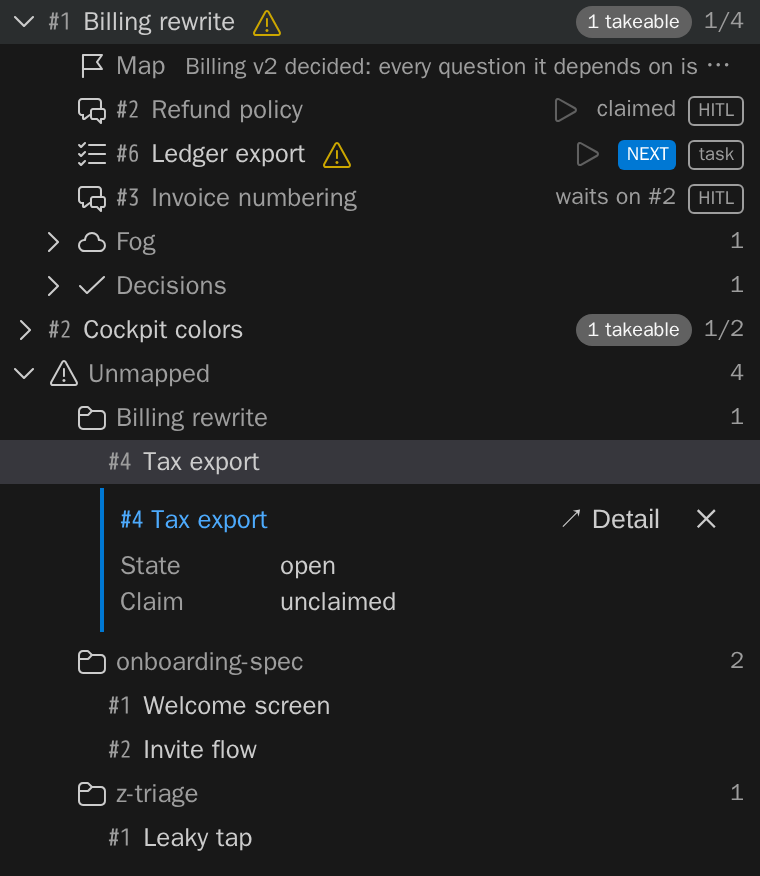 #1 Billing rewrite 1 takeable 1/4
Map Billing v2 decided: every question it depends on is ···
#2 Refund policy claimed HITL
#6 Ledger export NEXT task
#3 Invoice numbering waits on #2 HITL
Fog 1
Decisions 1
#2 Cockpit colors 1 takeable 1/2
Unmapped 4
Billing rewrite 1
#4 Tax export
#4 Tax export Detail
State open
Claim unclaimed
onboarding-spec 2
#1 Welcome screen
#2 Invite flow
z-triage 1
#1 Leaky tap